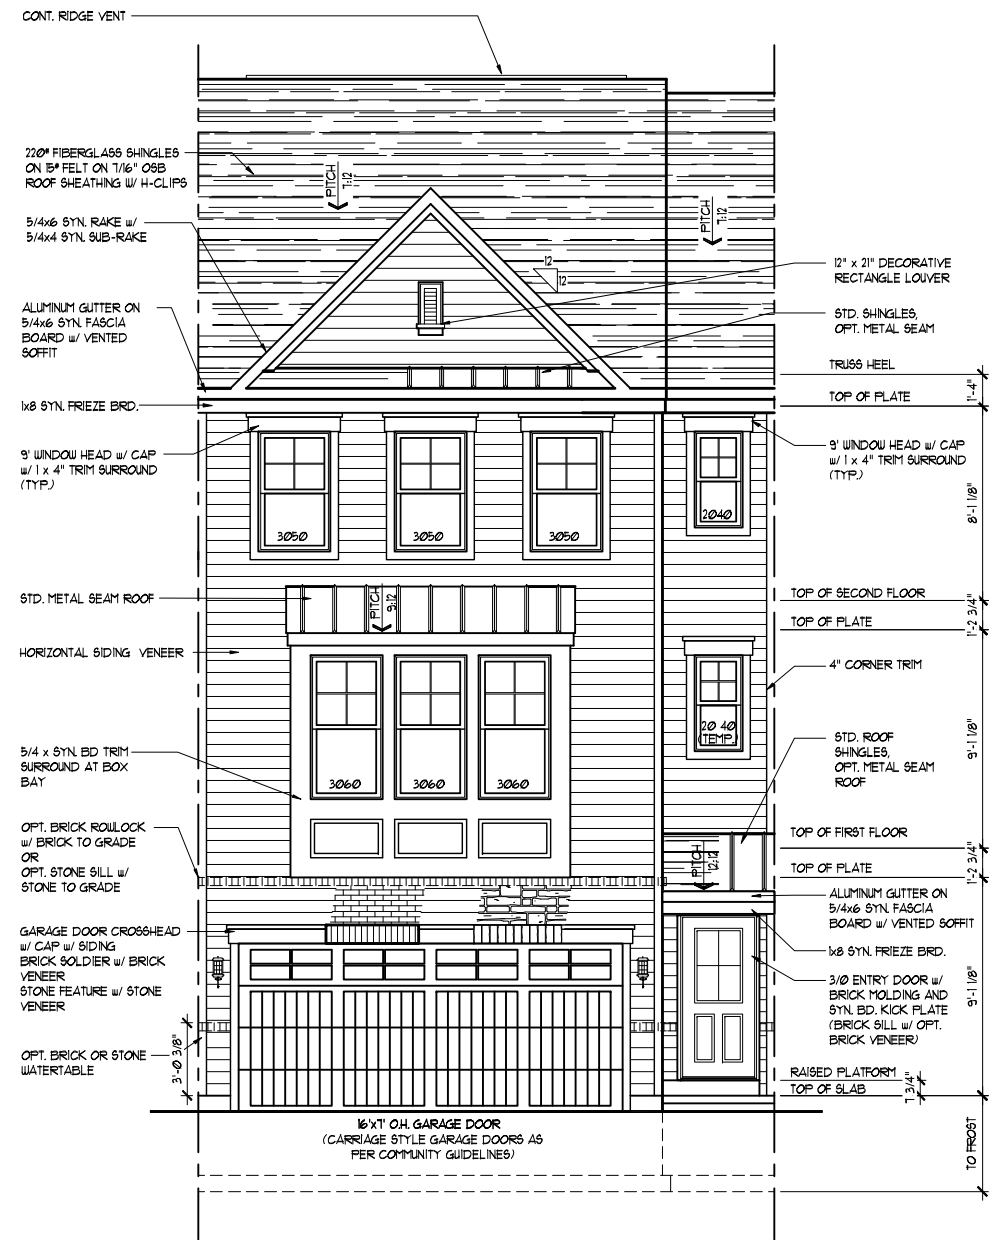 CONT. RIDGE VENT
220# FIBERGLASS SHINGLES
ON 15# FELT ON 7/16" OSB
ROOF SHEATHING W/ H-CLIPS
PITCH
7:12
PITCH
7:12
5/4x6 SYN. RAKE w/
5/4x4 SYN. SUB-RAKE
12
12
12" x 21" DECORATIVE
RECTANGLE LOUVER
ALUMINUM GUTTER ON
5/4x6 SYN. FASCIA
BOARD w/ VENTED
SOFFIT
STD. SHINGLES,
OPT. METAL SEAM
TRUSS HEEL
1'-4"
TOP OF PLATE
1x8 SYN. FRIEZE BRD.
9' WINDOW HEAD w/ CAP
w/ 1 x 4" TRIM SURROUND
(TYP.)
9' WINDOW HEAD w/ CAP
w/ 1 x 4" TRIM SURROUND
(TYP.)
3050
3050
3050
2040
8'-1 1/8"
STD. METAL SEAM ROOF
PITCH
9:12
TOP OF SECOND FLOOR
1'-2 3/4"
TOP OF PLATE
HORIZONTAL SIDING VENEER
4" CORNER TRIM
20 40
(TEMP.)
3060
3060
3060
9'-1 1/8"
5/4 x SYN. BD TRIM
SURROUND AT BOX
BAY
STD. ROOF
SHINGLES,
OPT. METAL SEAM
ROOF
OPT. BRICK ROWLOCK
w/ BRICK TO GRADE
OR
OPT. STONE SILL w/
STONE TO GRADE
TOP OF FIRST FLOOR
1'-2 3/4"
TOP OF PLATE
PITCH
12:12
ALUMINUM GUTTER ON
5/4x6 SYN. FASCIA
BOARD w/ VENTED SOFFIT
GARAGE DOOR CROSSHEAD
w/ CAP w/ SIDING
BRICK SOLDIER w/ BRICK
VENEER
STONE FEATURE w/ STONE
VENEER
1x8 SYN. FRIEZE BRD.
3/0 ENTRY DOOR w/
BRICK MOLDING AND
SYN. BD. KICK PLATE
(BRICK SILL w/ OPT.
BRICK VENEER)
9'-1 1/8"
OPT. BRICK OR STONE
WATERTABLE
3'-0 3/8"
RAISED PLATFORM
TOP OF SLAB
7 3/4"
16'x7' O.H. GARAGE DOOR
(CARRIAGE STYLE GARAGE DOORS AS
PER COMMUNITY GUIDELINES)
TO FROST